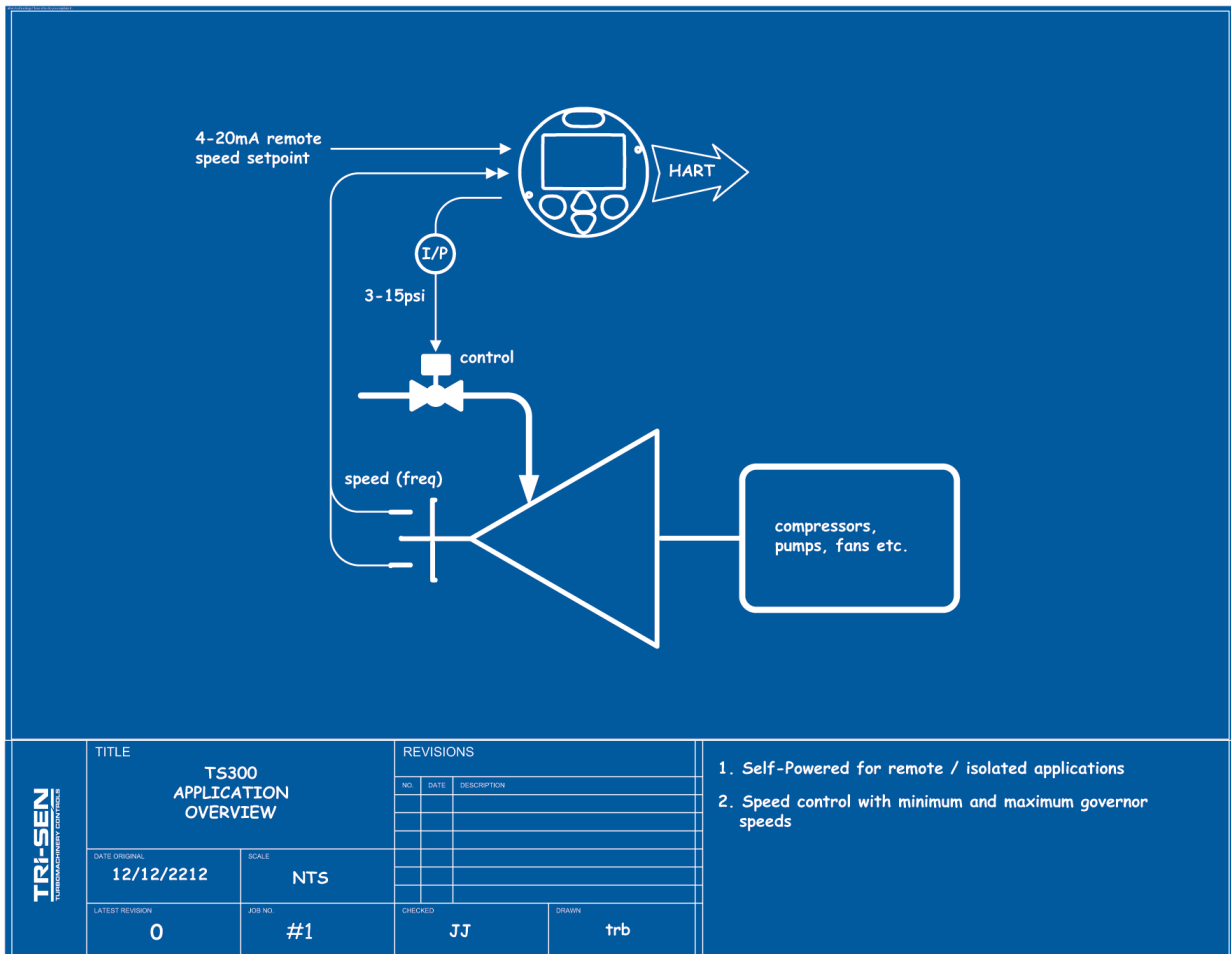 4-20mA remote
speed setpoint
HART
I/P
3-15psi
control
speed (freq)
compressors,
pumps, fans etc.
TRi-SEN
TURBOMACHINERY CONTROLS
TITLE
TS300
APPLICATION
OVERVIEW
DATE ORIGINAL
12/12/2212
SCALE
NTS
LATEST REVISION
0
JOB NO.
#1
REVISIONS
NO. DATE DESCRIPTION
CHECKED
JJ
DRAWN
trb
1. Self-Powered for remote / isolated applications
2. Speed control with minimum and maximum governor
speeds